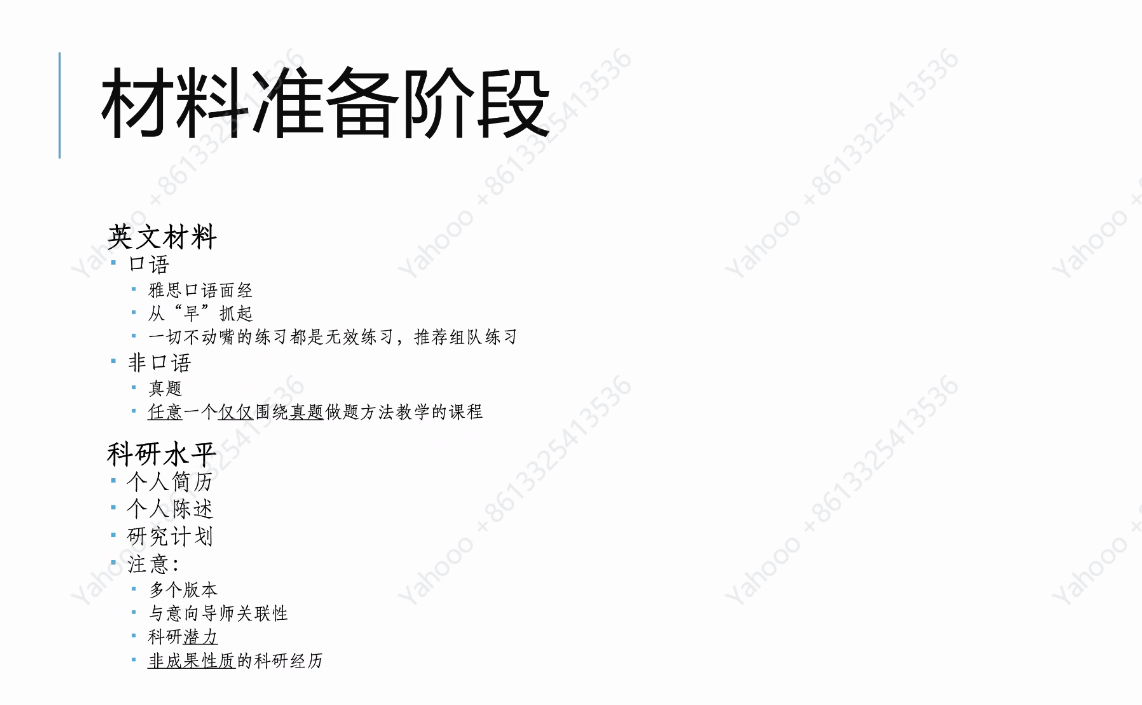 材料准备阶段
英文材料
口语
雅思口语面经
从“早”抓起
一切不动嘴的练习都是无效练习，推荐组队练习
非口语
真题
任意一个仅仅围绕真题做题方法教学的课程
科研水平
个人简历
个人陈述
研究计划
注意：
多个版本
与意向导师关联性
科研潜力
非成果性质的科研经历
Yahooo +8613325413536
Yahooo +8613325413536
Yahooo +8613325413536
Yahooo +
Yahooo +8613325413536
Yahooo +8613325413536
Yahooo +8613325413536
Yahooo +